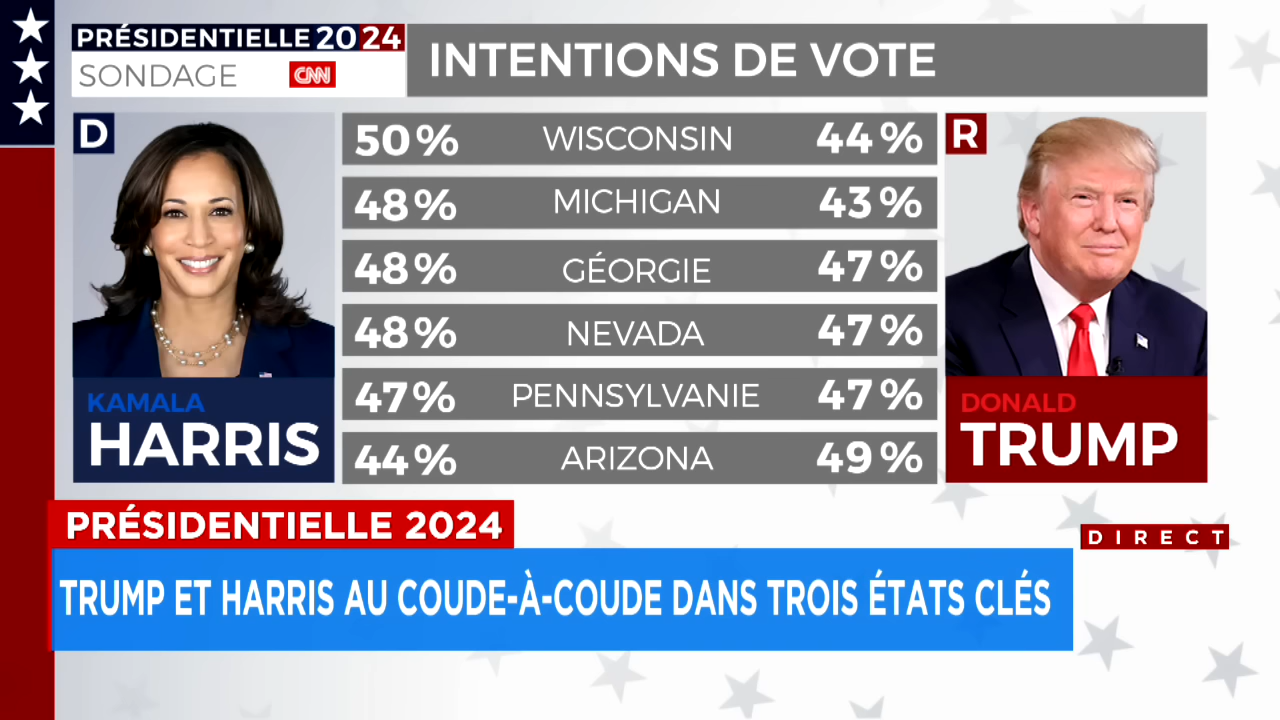 PRÉSIDENTIELLE 2024
SONDAGE CNN
INTENTIONS DE VOTE
D
R
50% WISCONSIN 44%
48% MICHIGAN 43%
48% GÉORGIE 47%
48% NEVADA 47%
47% PENNSYLVANIE 47%
44% ARIZONA 49%
KAMALA
HARRIS
DONALD
TRUMP
PRÉSIDENTIELLE 2024
DIRECT
TRUMP ET HARRIS AU COUDE-À-COUDE DANS TROIS ÉTATS CLÉS